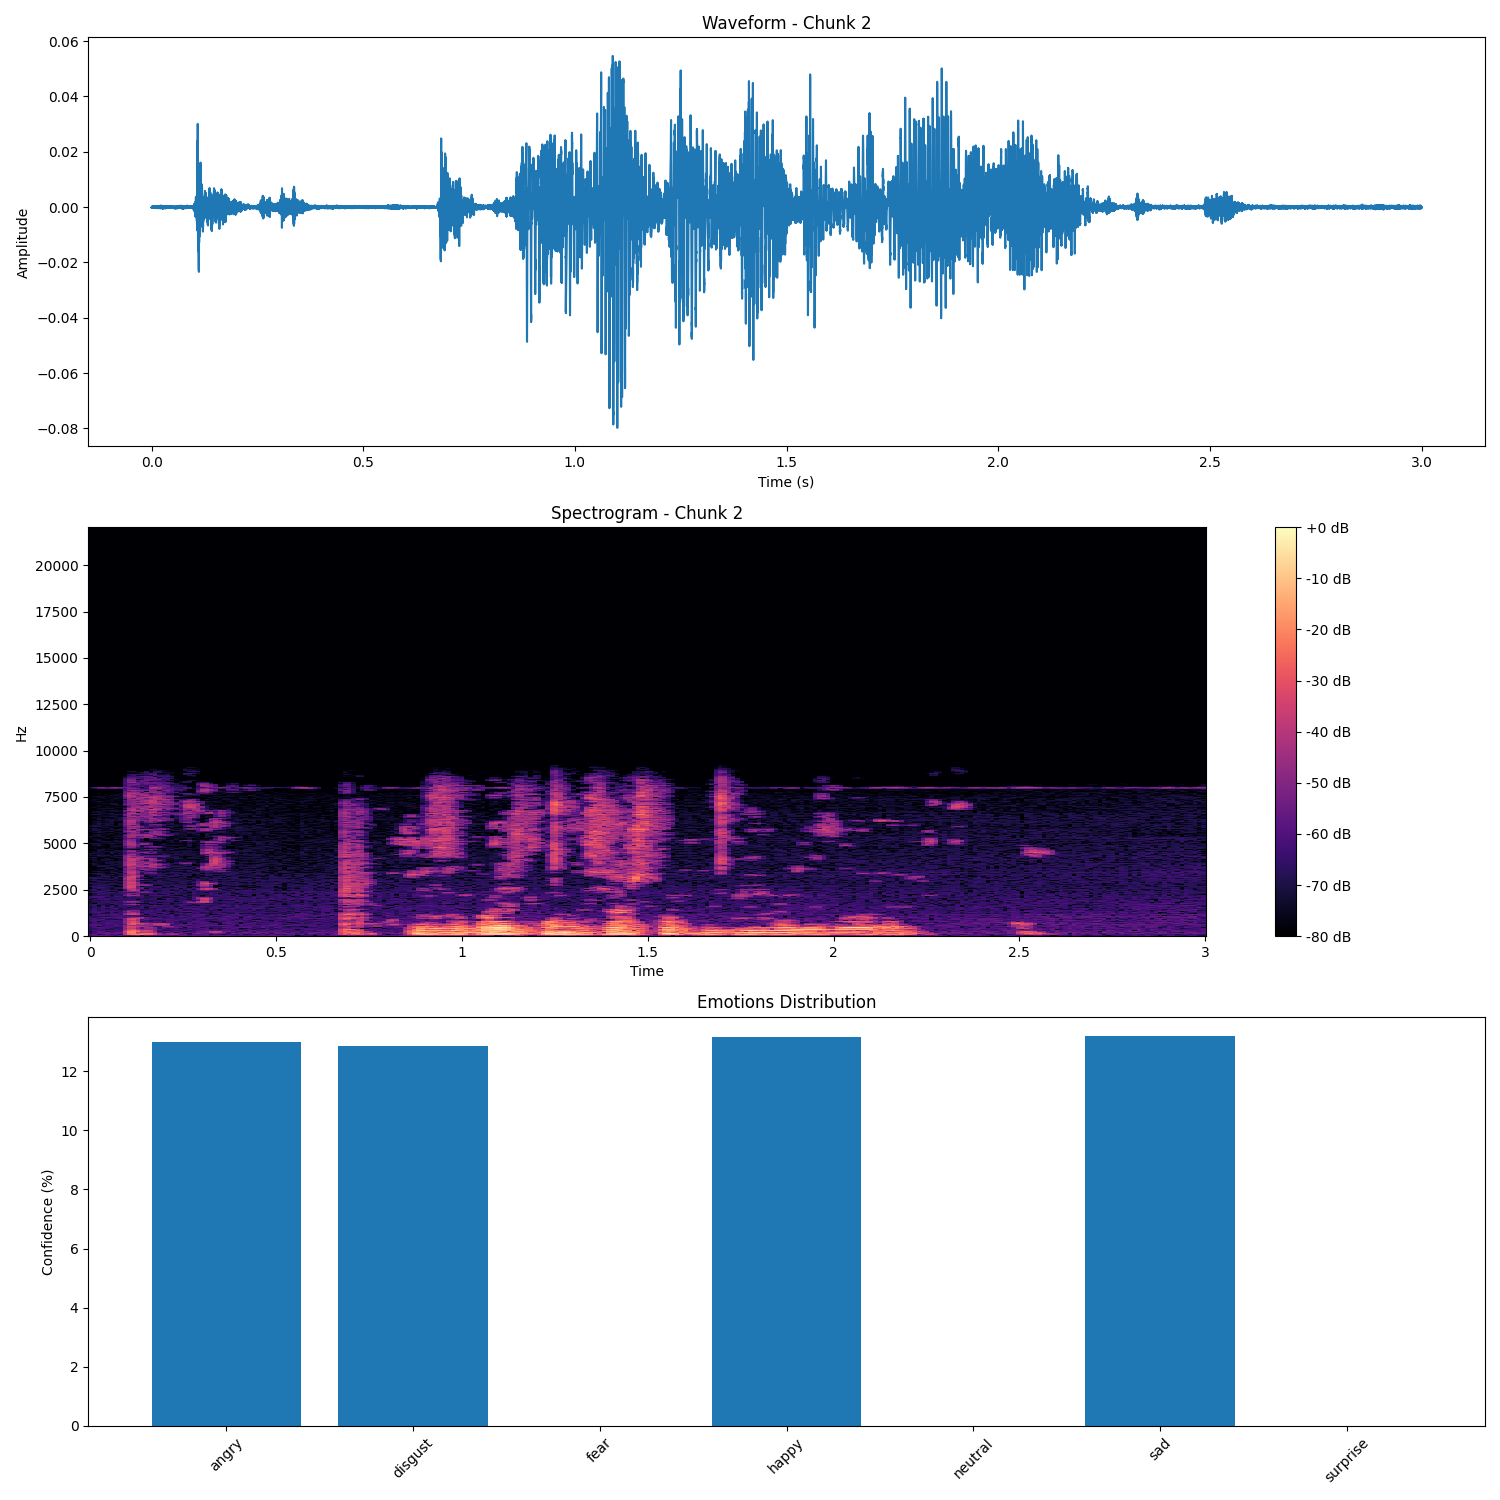 Waveform - Chunk 2
0.06
0.04
0.02
0.00
−0.02
−0.04
−0.06
−0.08
Amplitude
0.0 0.5 1.0 1.5 2.0 2.5 3.0
Time (s)
Spectrogram - Chunk 2
20000
17500
15000
12500
10000
7500
5000
2500
0
Hz
0 0.5 1 1.5 2 2.5 3
Time
+0 dB
-10 dB
-20 dB
-30 dB
-40 dB
-50 dB
-60 dB
-70 dB
-80 dB
Emotions Distribution
12
10
8
6
4
2
0
Confidence (%)
angry disgust fear happy neutral sad surprise